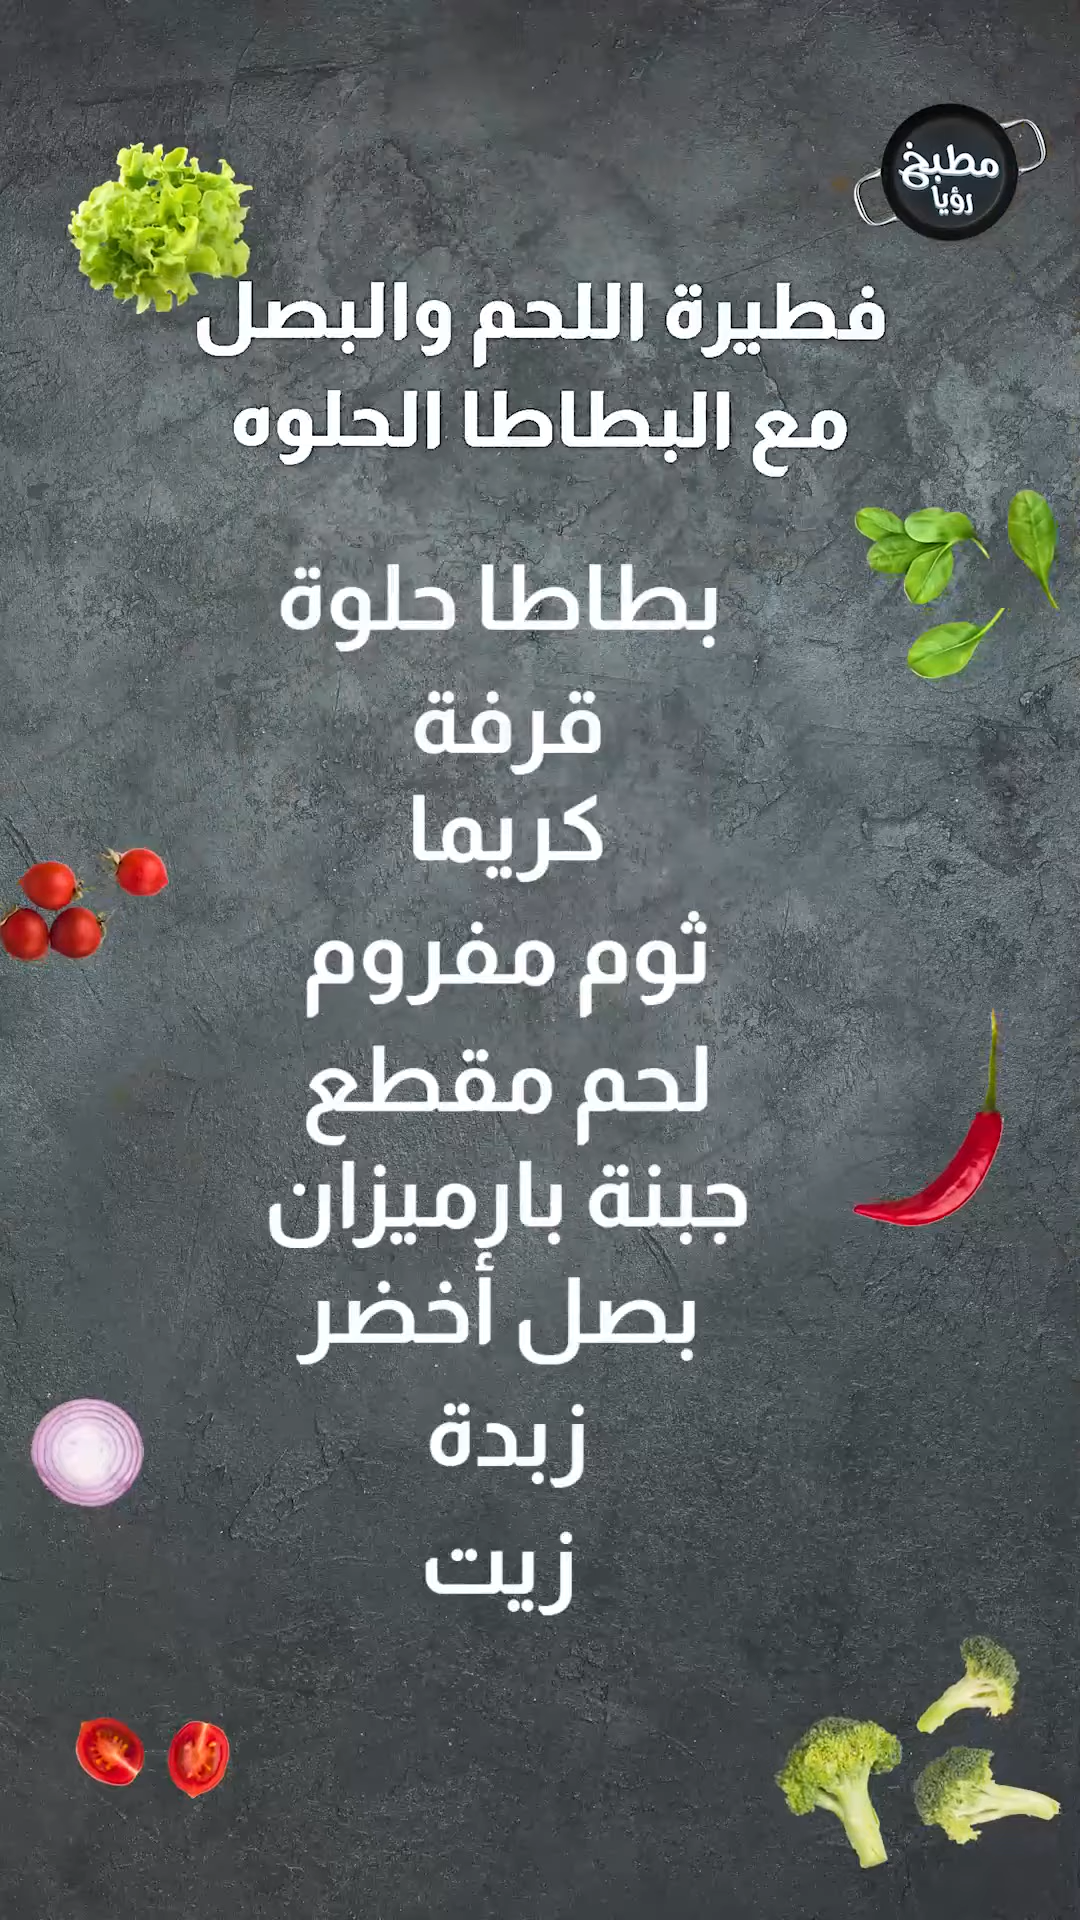 مطبخ
رؤيا
فطيرة اللحم والبصل
مع البطاطا الحلوه
بطاطا حلوة
قرفة
كريما
ثوم مفروم
لحم مقطع
جبنة بارميزان
بصل أخضر
زبدة
زيت